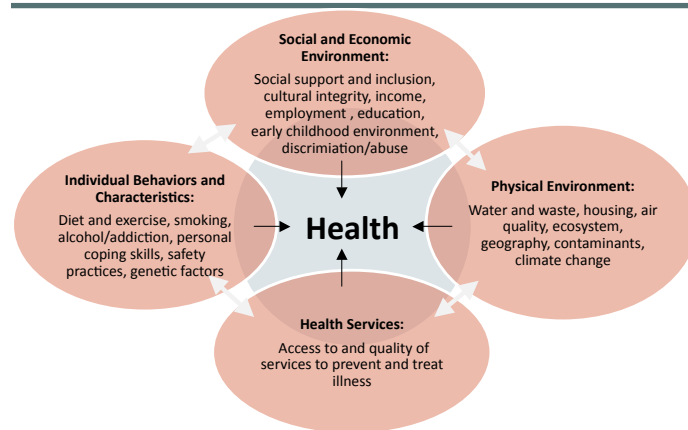 Social and Economic
Environment:
Social support and inclusion,
cultural integrity, income,
employment , education,
early childhood environment,
discrimiation/abuse
Individual Behaviors and
Characteristics:
Diet and exercise, smoking,
alcohol/addiction, personal
coping skills, safety
practices, genetic factors
Health
Physical Environment:
Water and waste, housing, air
quality, ecosystem,
geography, contaminants,
climate change
Health Services:
Access to and quality of
services to prevent and treat
illness